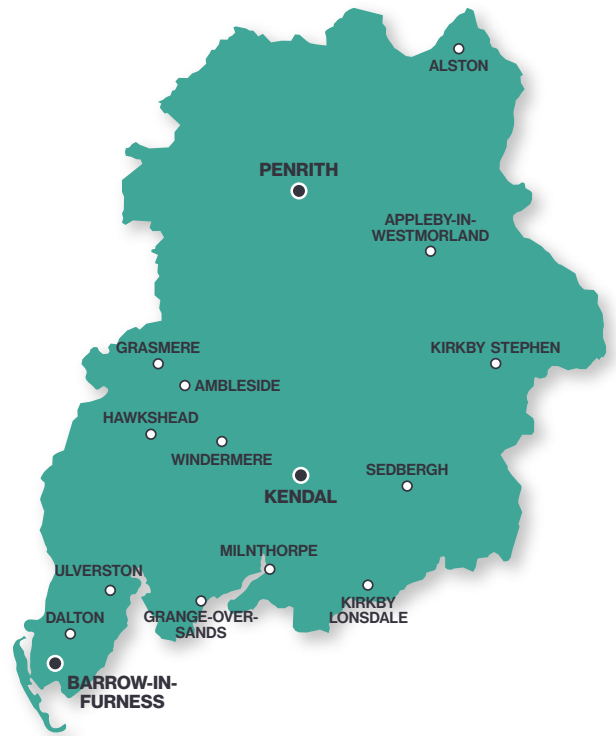 ALSTON
PENRITH
APPLEBY-IN-
WESTMORLAND
GRASMERE
KIRKBY STEPHEN
AMBLESIDE
HAWKSHEAD
WINDERMERE
SEDBERGH
KENDAL
MILNTHORPE
ULVERSTON
KIRKBY
LONSDALE
GRANGE-OVER-
SANDS
DALTON
BARROW-IN-
FURNESS